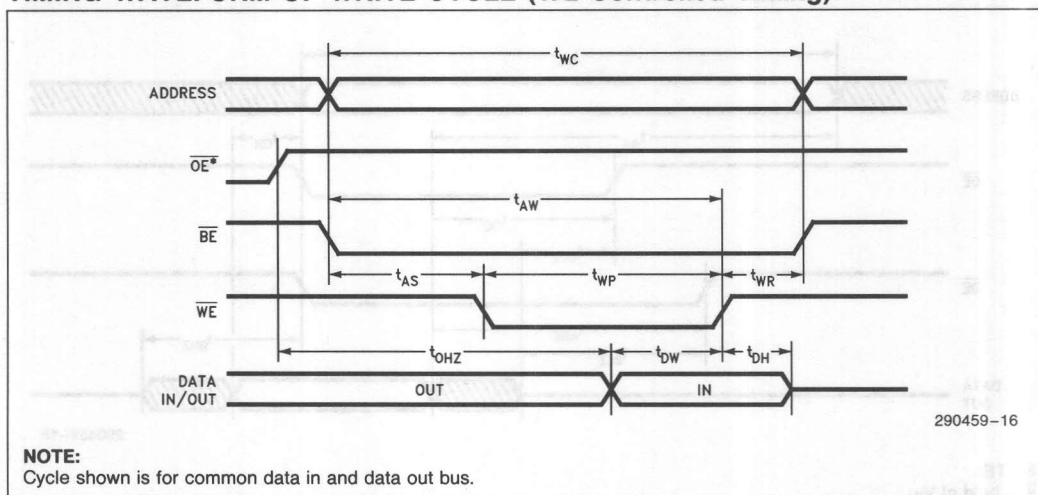 TIMING WAVEFORM OF WRITE CYCLE (WE Controlled Timing)
tWC
ADDRESS
OE*
tAW
BE
tAS
tWP
tWR
WE
tOHZ
tDW
tDH
DATA
IN/OUT
OUT
IN
290459–16
NOTE:
Cycle shown is for common data in and data out bus.